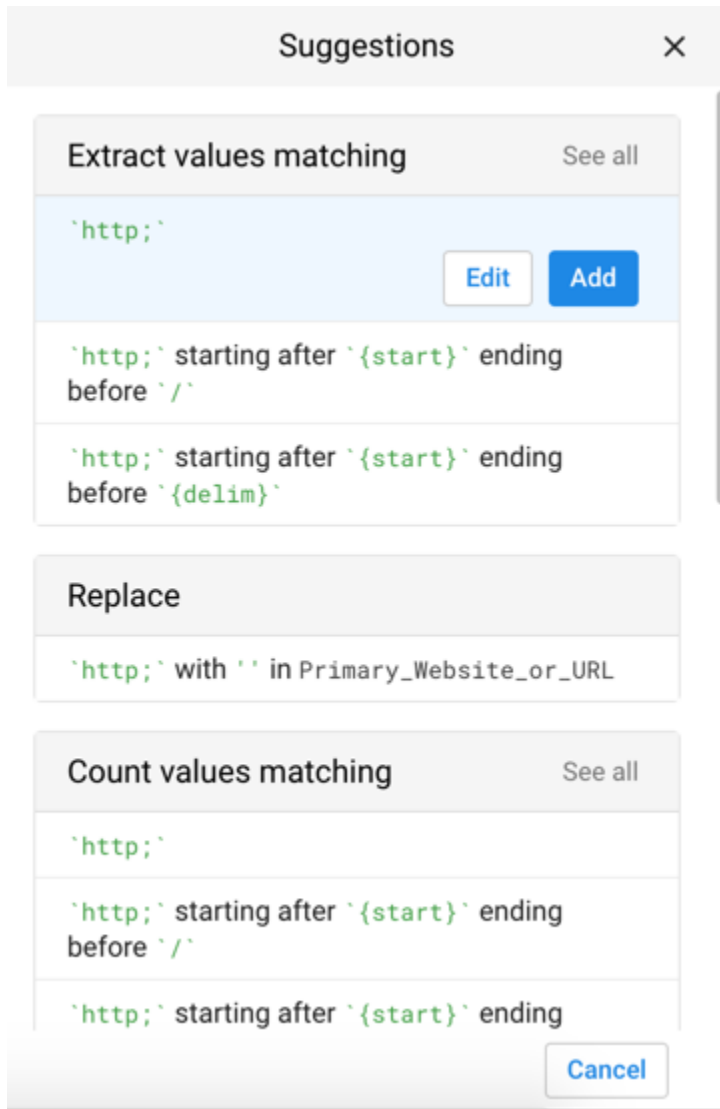 Suggestions
Extract values matching See all
`http;`
Edit Add
`http;` starting after `{start}` ending
before `/`
`http;` starting after `{start}` ending
before `{delim}`
Replace
`http;` with '' in Primary_Website_or_URL
Count values matching See all
`http;`
`http;` starting after `{start}` ending
before `/`
`http;` starting after `{start}` ending
Cancel